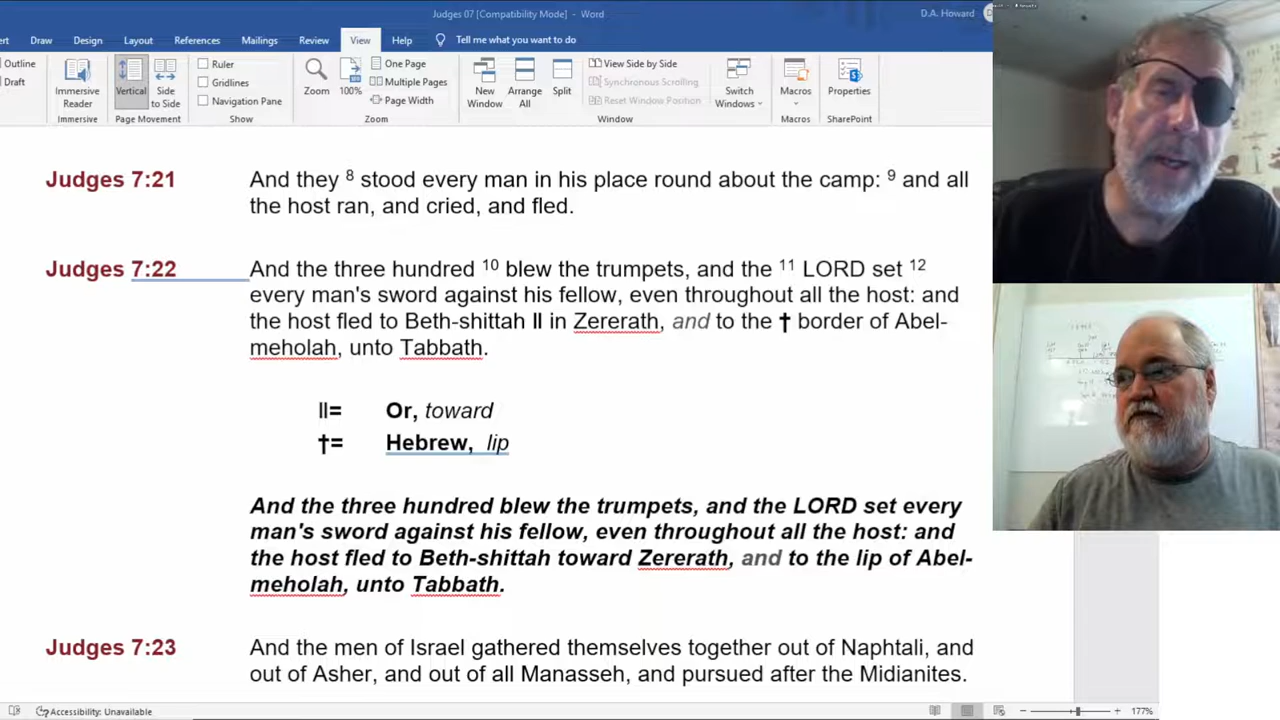 Judges 07 [Compatibility Mode] - Word
D.A. Howard
ert Draw Design Layout References Mailings Review View Help Tell me what you want to do
Outline
Draft
Immersive Reader
Immersive
Vertical
Side to Side
Page Movement
Ruler
Gridlines
Navigation Pane
Show
Zoom
100%
One Page
Multiple Pages
Page Width
Zoom
New Window
Arrange All
Split
View Side by Side
Synchronous Scrolling
Reset Window Position
Switch Windows
Window
Macros
Macros
Properties
SharePoint
Judges 7:21 And they 8 stood every man in his place round about the camp: 9 and all
the host ran, and cried, and fled.
Judges 7:22 And the three hundred 10 blew the trumpets, and the 11 LORD set 12
every man's sword against his fellow, even throughout all the host: and
the host fled to Beth-shittah ǁ in Zererath, and to the † border of Abel-
meholah, unto Tabbath.
ǁ= Or, toward
†= Hebrew, lip
And the three hundred blew the trumpets, and the LORD set every
man's sword against his fellow, even throughout all the host: and
the host fled to Beth-shittah toward Zererath, and to the lip of Abel-
meholah, unto Tabbath.
Judges 7:23 And the men of Israel gathered themselves together out of Naphtali, and
out of Asher, and out of all Manasseh, and pursued after the Midianites.
Accessibility: Unavailable
177%